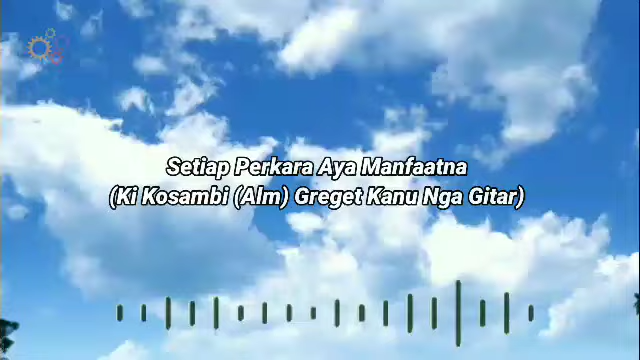 Setiap Perkara Aya Manfaatna
(Ki Kosambi (Alm) Greget Kanu Nga Gitar)